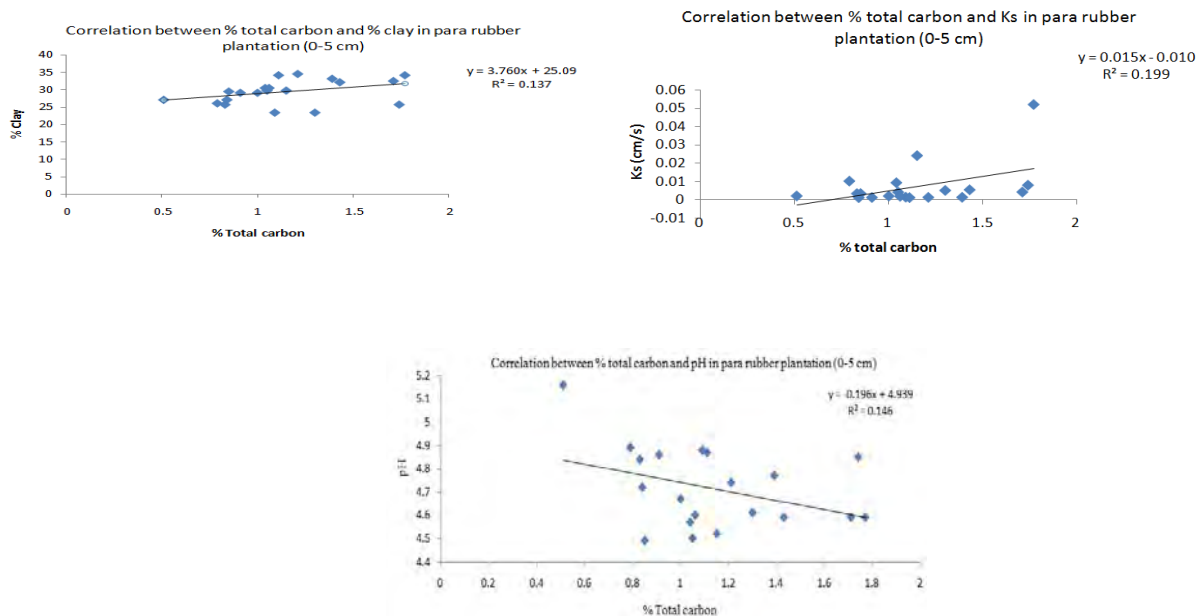 Correlation between % total carbon and % clay in para rubber
plantation (0-5 cm)
y = 3.760x + 25.09
R² = 0.137
% Clay
40
35
30
25
20
15
10
5
0
0 0.5 1 1.5 2
% Total carbon
Correlation between % total carbon and Ks in para rubber
plantation (0-5 cm)
y = 0.015x - 0.010
R² = 0.199
Ks (cm/s)
0.06
0.05
0.04
0.03
0.02
0.01
0
-0.01
0 0.5 1 1.5 2
% total carbon
Correlation between % total carbon and pH in para rubber plantation (0-5 cm)
y = -0.196x + 4.939
R² = 0.146
pH
5.2
5.1
5
4.9
4.8
4.7
4.6
4.5
4.4
0 0.2 0.4 0.6 0.8 1 1.2 1.4 1.6 1.8 2
% Total carbon